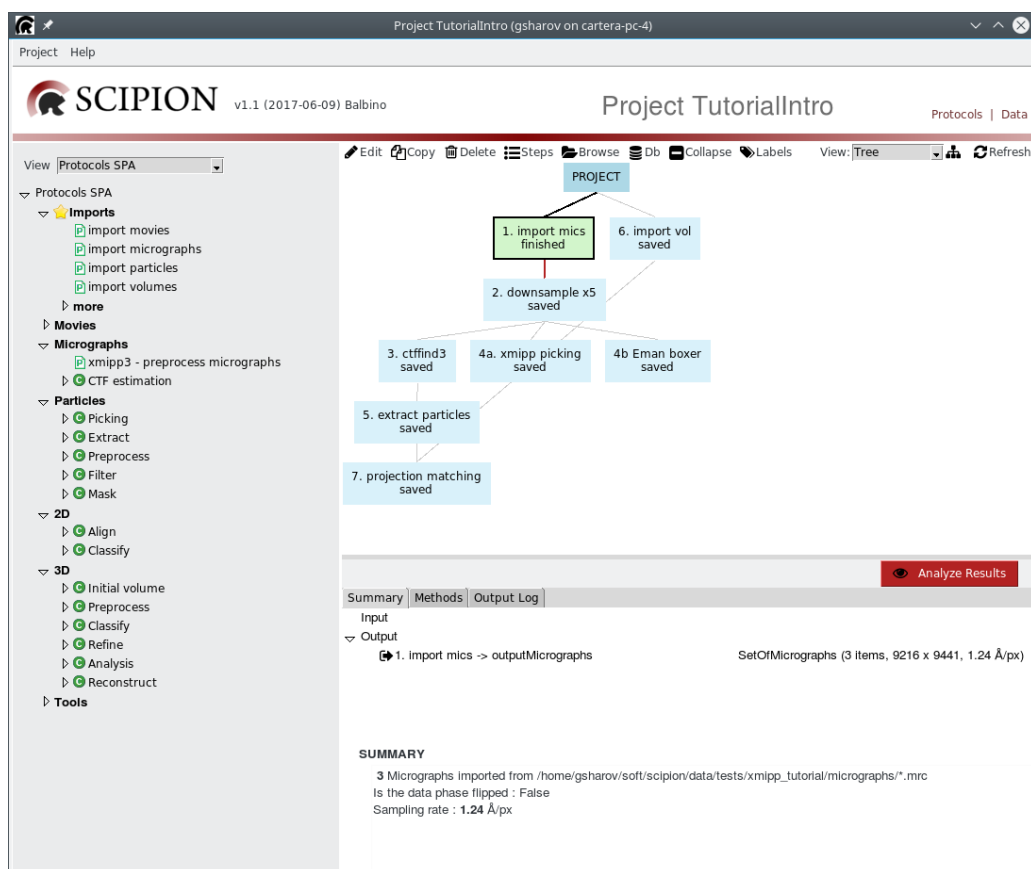 Project TutorialIntro (gsharov on cartera-pc-4)
Project Help
SCIPION v1.1 (2017-06-09) Balbino
Project TutorialIntro
Protocols | Data
View Protocols SPA
Protocols SPA
Imports
import movies
import micrographs
import particles
import volumes
more
Movies
Micrographs
xmipp3 - preprocess micrographs
CTF estimation
Particles
Picking
Extract
Preprocess
Filter
Mask
2D
Align
Classify
3D
Initial volume
Preprocess
Classify
Refine
Analysis
Reconstruct
Tools
Edit Copy Delete Steps Browse Db Collapse Labels View: Tree Refresh
PROJECT
1. import mics
finished
6. import vol
saved
2. downsample x5
saved
3. ctffind3
saved
4a. xmipp picking
saved
4b Eman boxer
saved
5. extract particles
saved
7. projection matching
saved
Analyze Results
Summary Methods Output Log
Input
Output
1. import mics -> outputMicrographs SetOfMicrographs (3 items, 9216 x 9441, 1.24 Å/px)
SUMMARY
3 Micrographs imported from /home/gsharov/soft/scipion/data/tests/xmipp_tutorial/micrographs/*.mrc
Is the data phase flipped : False
Sampling rate : 1.24 Å/px